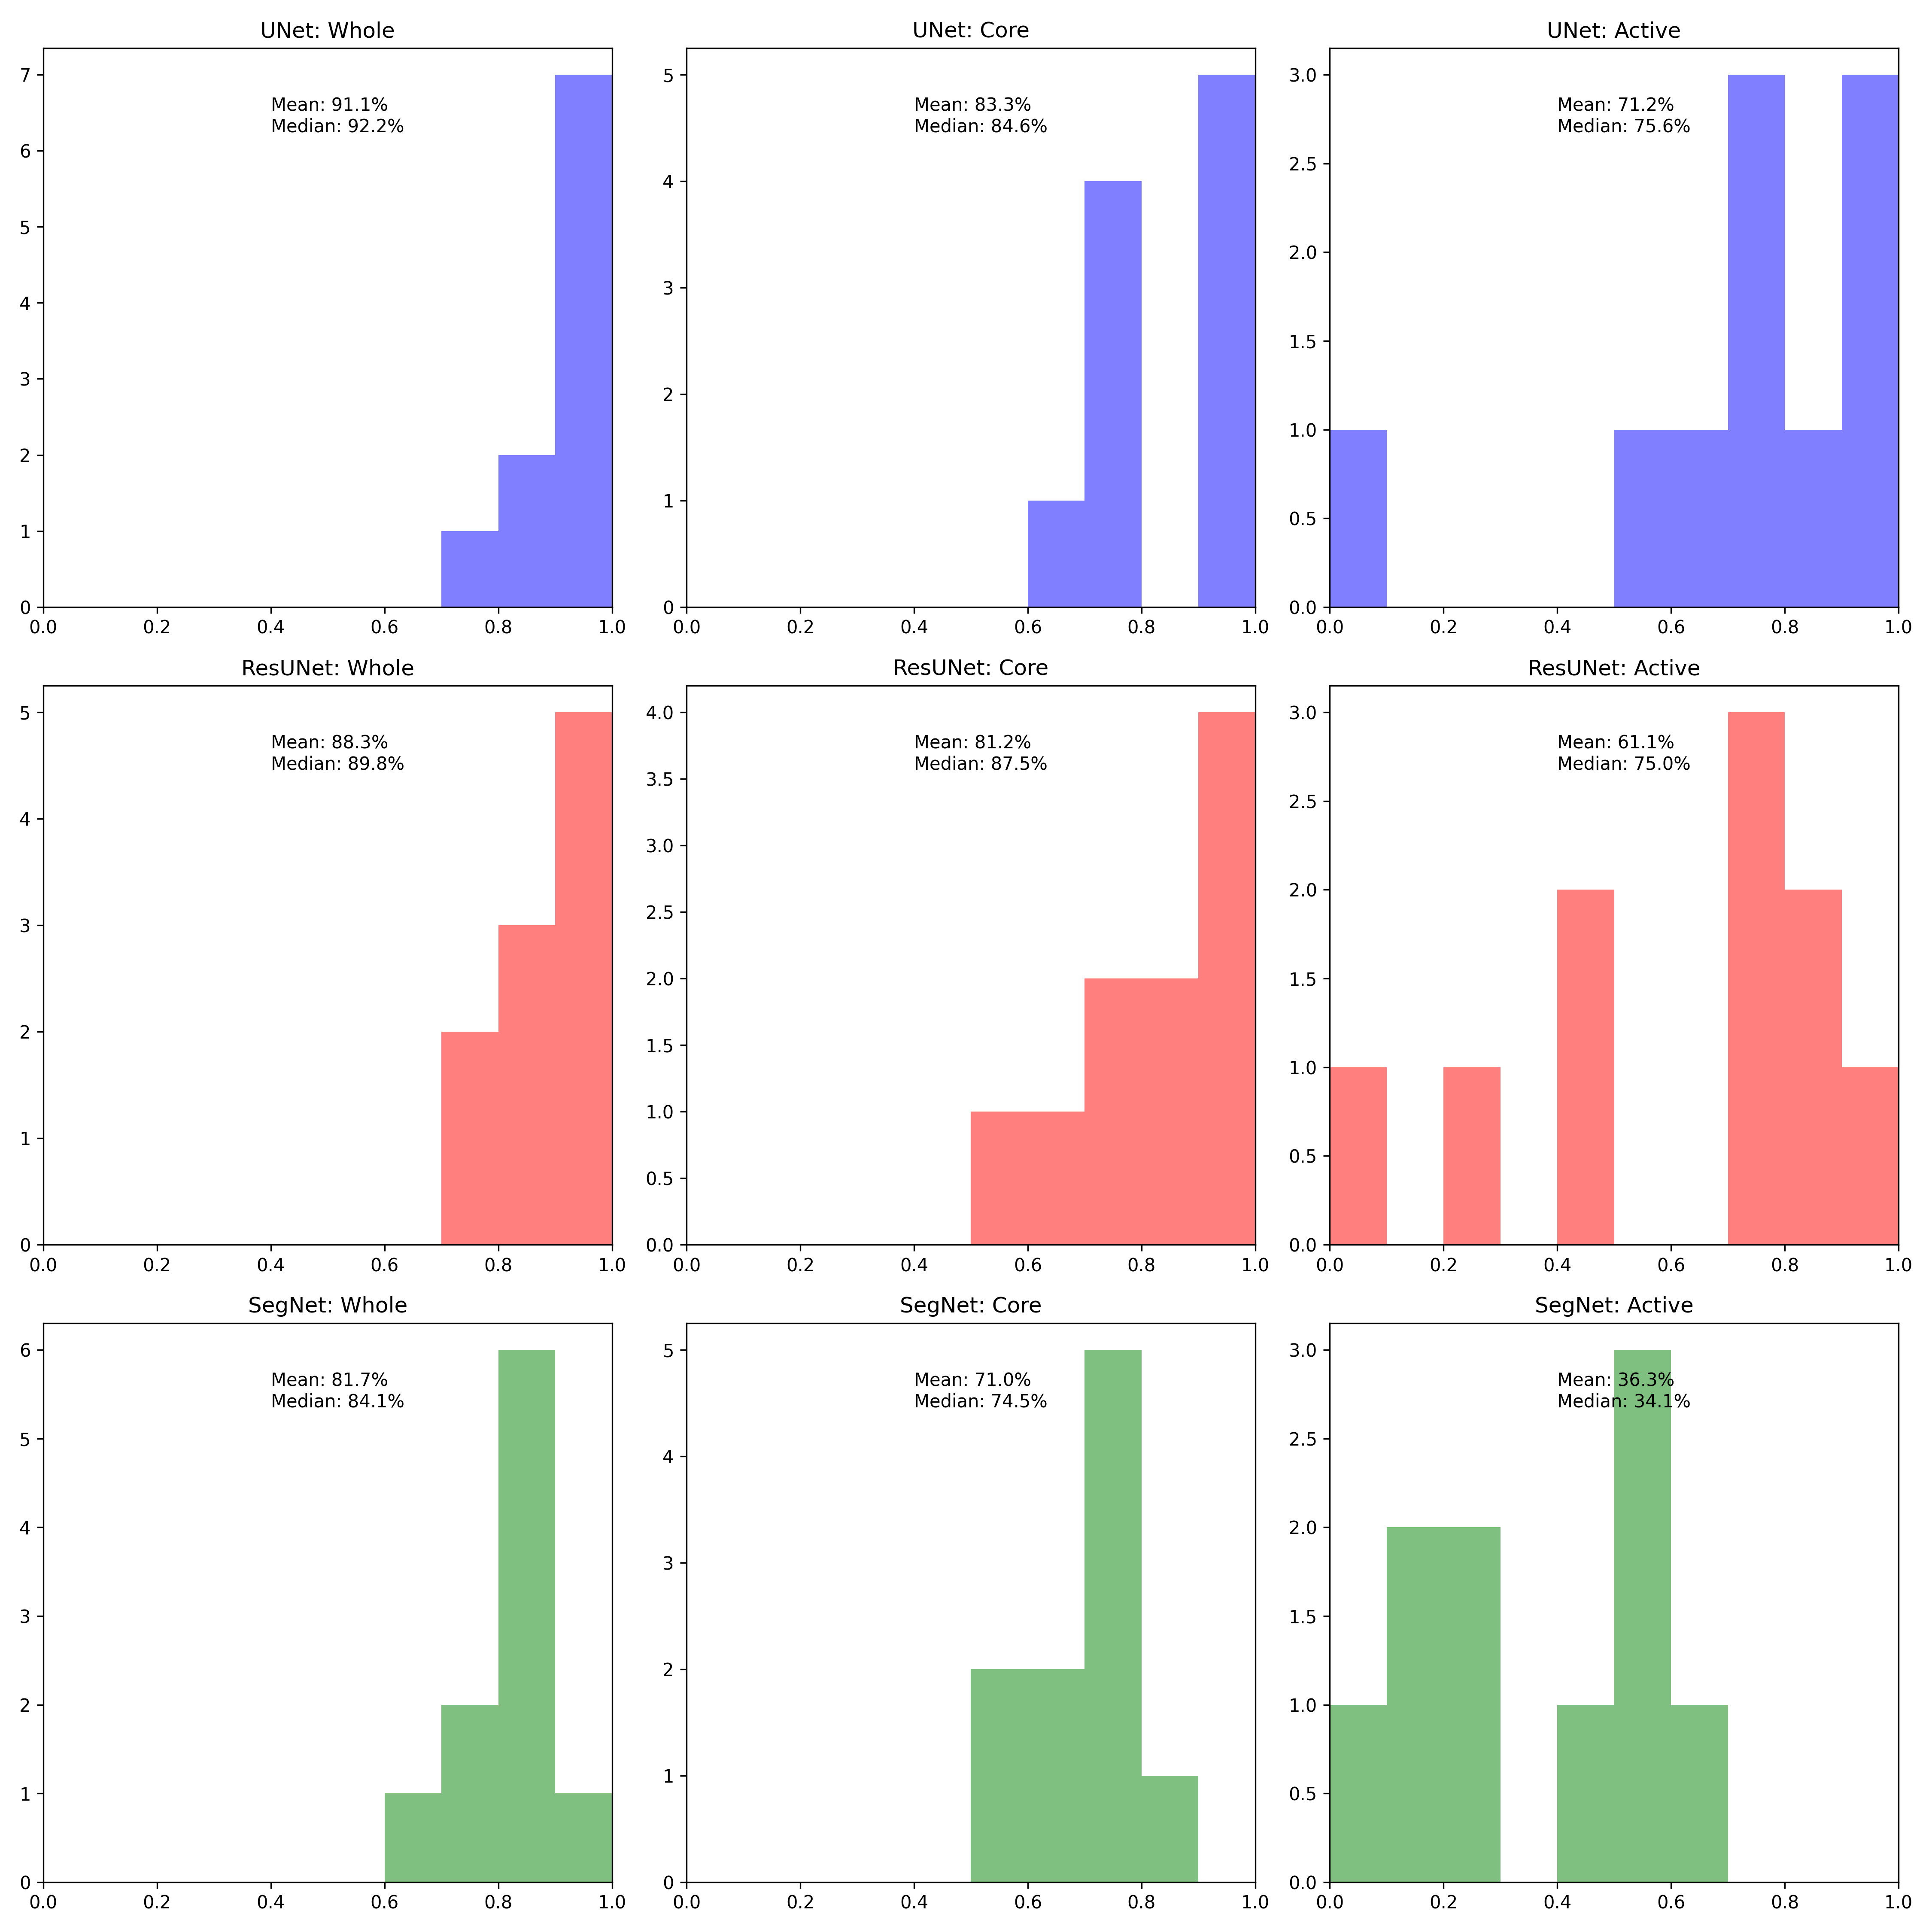 UNet: Whole
Mean: 91.1%
Median: 92.2%
7
6
5
4
3
2
1
0
0.0 0.2 0.4 0.6 0.8 1.0
UNet: Core
Mean: 83.3%
Median: 84.6%
5
4
3
2
1
0
0.0 0.2 0.4 0.6 0.8 1.0
UNet: Active
Mean: 71.2%
Median: 75.6%
3.0
2.5
2.0
1.5
1.0
0.5
0.0
0.0 0.2 0.4 0.6 0.8 1.0
ResUNet: Whole
Mean: 88.3%
Median: 89.8%
5
4
3
2
1
0
0.0 0.2 0.4 0.6 0.8 1.0
ResUNet: Core
Mean: 81.2%
Median: 87.5%
4.0
3.5
3.0
2.5
2.0
1.5
1.0
0.5
0.0
0.0 0.2 0.4 0.6 0.8 1.0
ResUNet: Active
Mean: 61.1%
Median: 75.0%
3.0
2.5
2.0
1.5
1.0
0.5
0.0
0.0 0.2 0.4 0.6 0.8 1.0
SegNet: Whole
Mean: 81.7%
Median: 84.1%
6
5
4
3
2
1
0
0.0 0.2 0.4 0.6 0.8 1.0
SegNet: Core
Mean: 71.0%
Median: 74.5%
5
4
3
2
1
0
0.0 0.2 0.4 0.6 0.8 1.0
SegNet: Active
Mean: 36.3%
Median: 34.1%
3.0
2.5
2.0
1.5
1.0
0.5
0.0
0.0 0.2 0.4 0.6 0.8 1.0